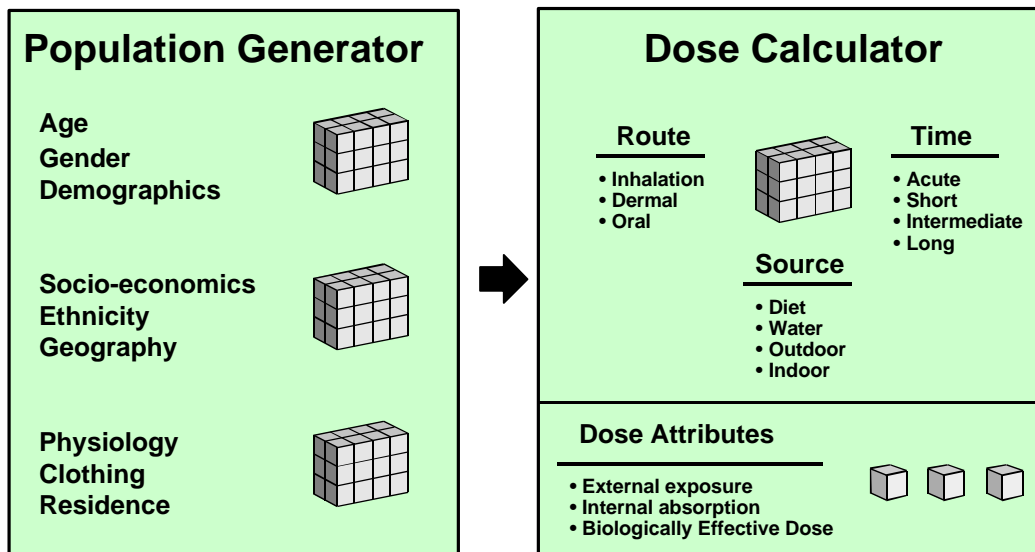 Population Generator
Age
Gender
Demographics
Socio-economics
Ethnicity
Geography
Physiology
Clothing
Residence
Dose Calculator
Route
• Inhalation
• Dermal
• Oral
Time
• Acute
• Short
• Intermediate
• Long
Source
• Diet
• Water
• Outdoor
• Indoor
Dose Attributes
• External exposure
• Internal absorption
• Biologically Effective Dose